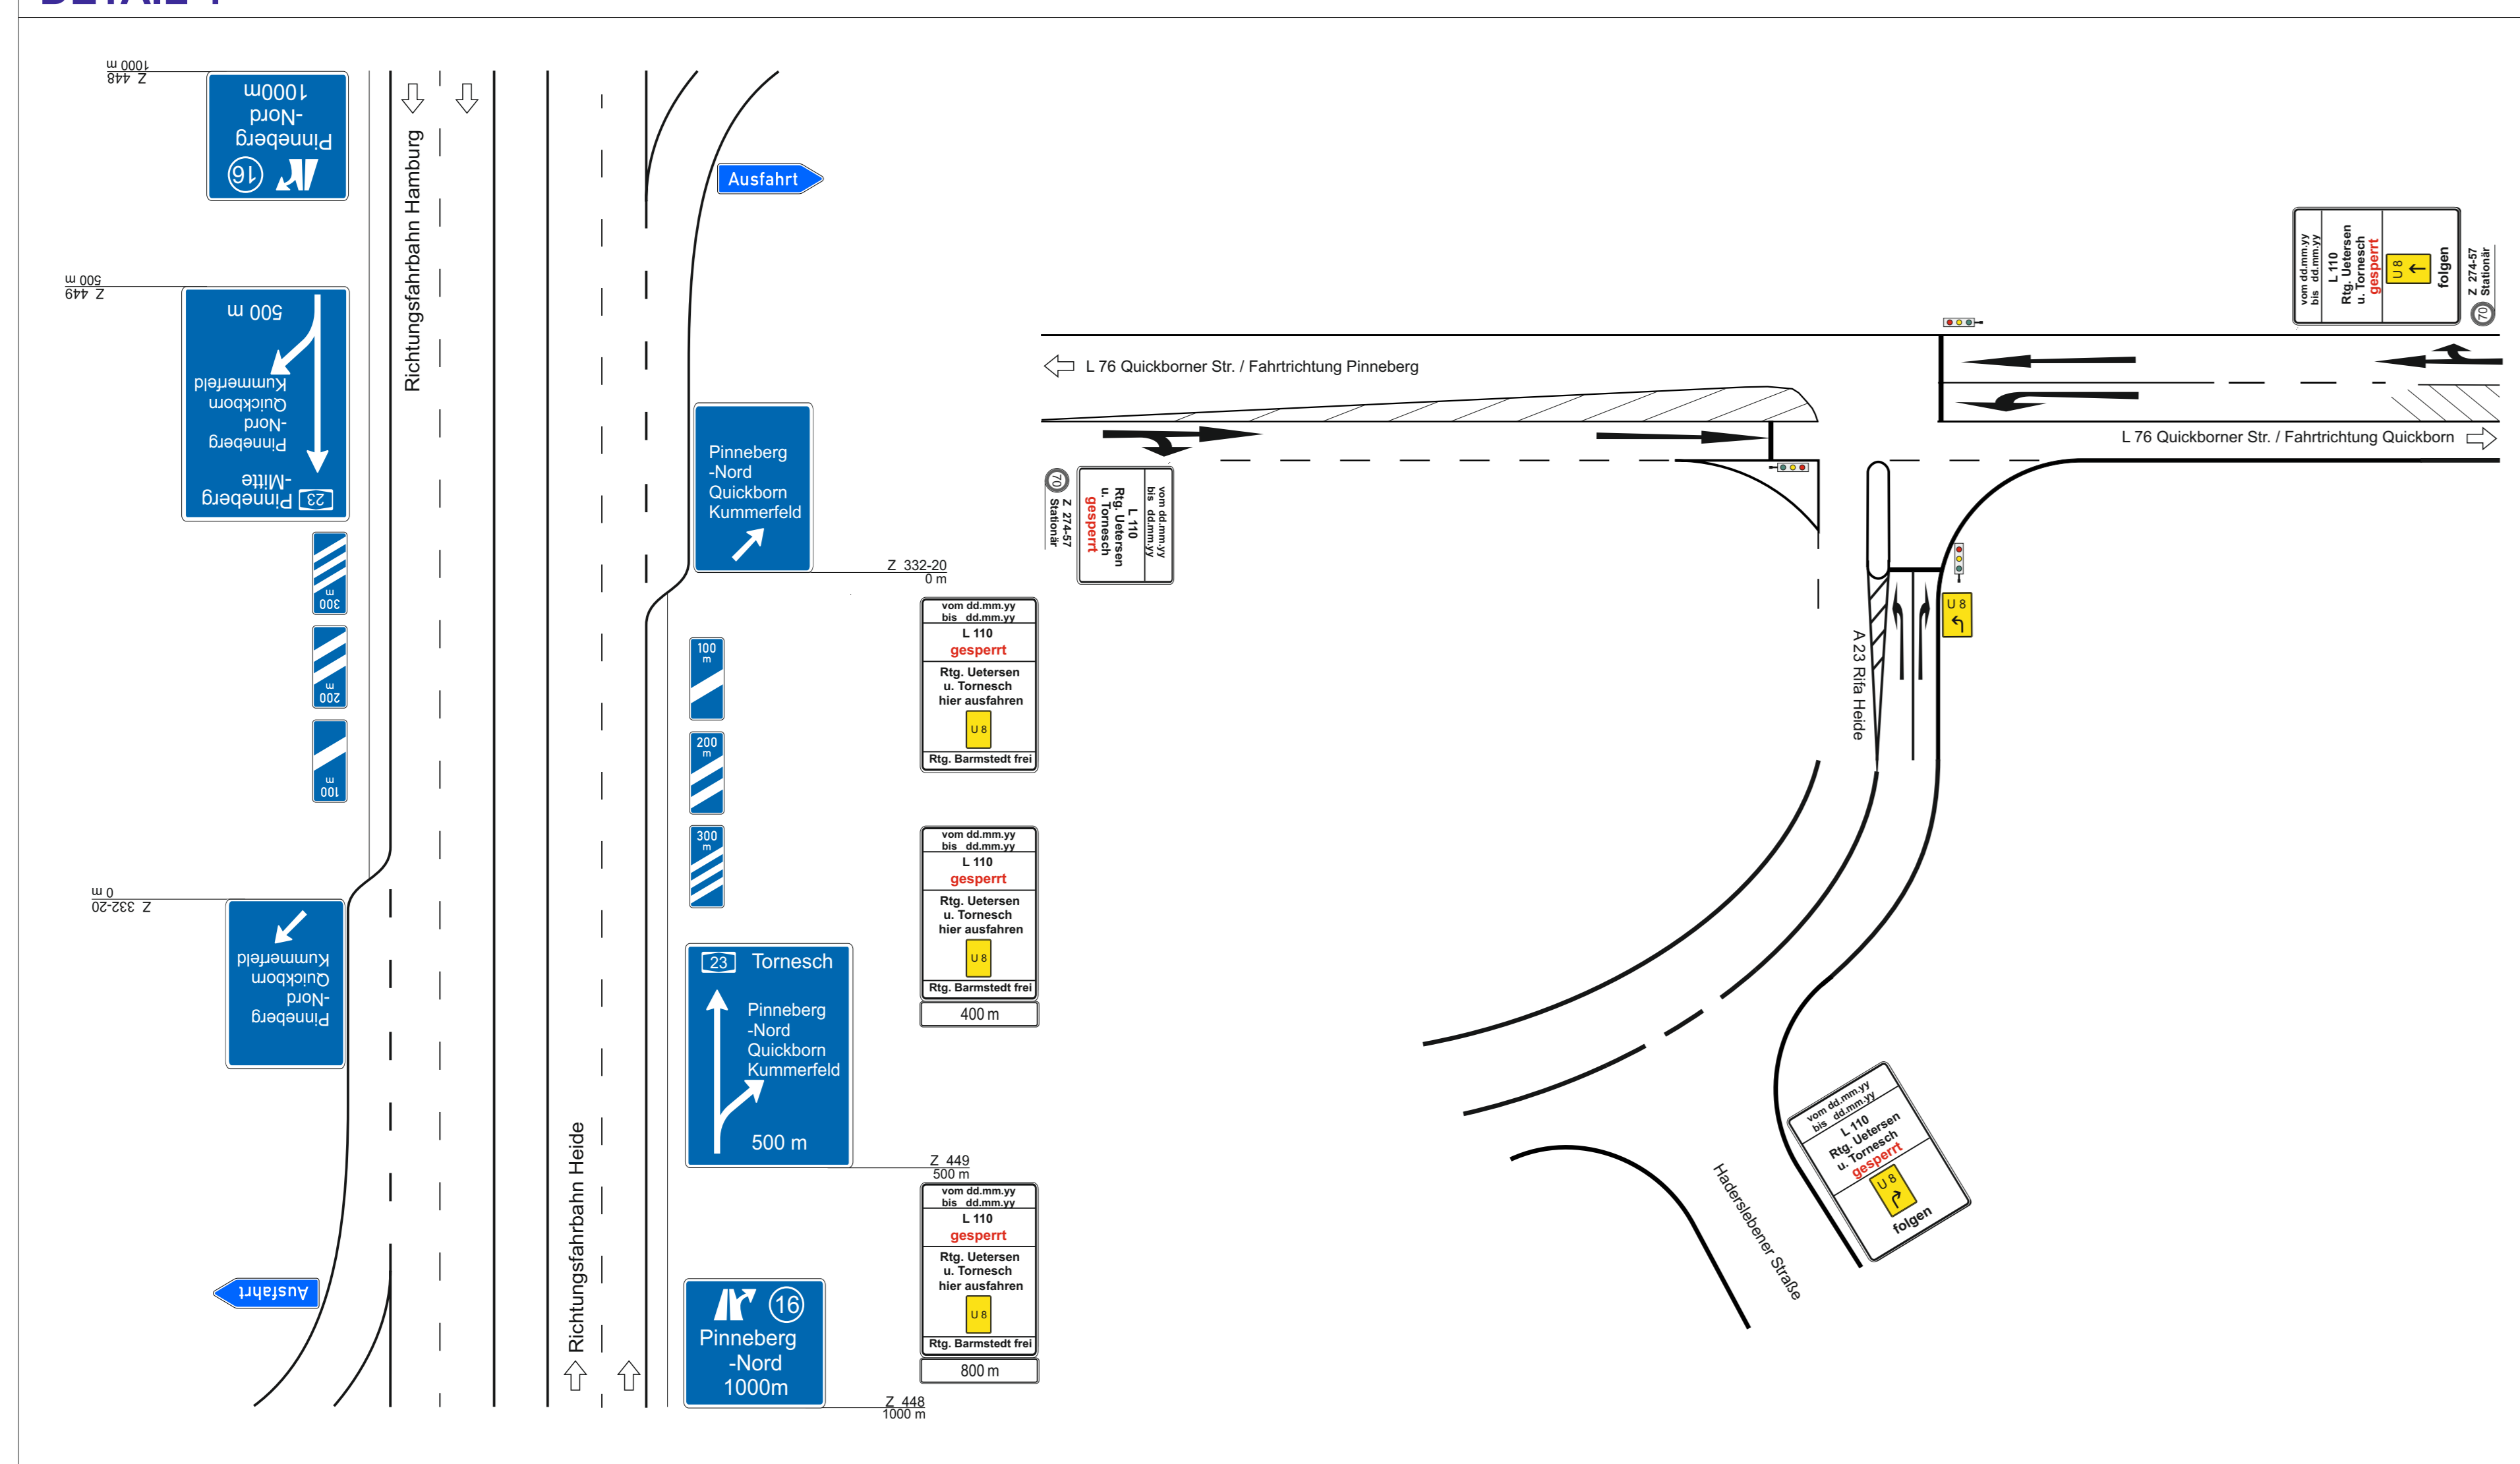 1000 m
Z 448
16
Pinneberg
-Nord
1000m
500 m
Z 449
23
Pinneberg
-Mitte
Pinneberg
-Nord
Quickborn
Kummerfeld
500 m
300
m
200
m
100
m
0 m
Z 332-20
Pinneberg
-Nord
Quickborn
Kummerfeld
Ausfahrt
Richtungsfahrbahn Hamburg
Richtungsfahrbahn Heide
Ausfahrt
Pinneberg
-Nord
Quickborn
Kummerfeld
Z 332-20
0 m
100
m
200
m
300
m
23 Tornesch
Pinneberg
-Nord
Quickborn
Kummerfeld
500 m
Z 449
500 m
16
Pinneberg
-Nord
1000m
Z 448
1000 m
vom dd.mm.yy
bis dd.mm.yy
L 110
gesperrt
Rtg. Uetersen
u. Tornesch
hier ausfahren
U 8
Rtg. Barmstedt frei
vom dd.mm.yy
bis dd.mm.yy
L 110
gesperrt
Rtg. Uetersen
u. Tornesch
hier ausfahren
U 8
Rtg. Barmstedt frei
400 m
vom dd.mm.yy
bis dd.mm.yy
L 110
gesperrt
Rtg. Uetersen
u. Tornesch
hier ausfahren
U 8
Rtg. Barmstedt frei
800 m
L 76 Quickborner Str. / Fahrtrichtung Pinneberg
L 76 Quickborner Str. / Fahrtrichtung Quickborn
vom dd.mm.yy
bis dd.mm.yy
L 110
Rtg. Uetersen
u. Tornesch
gesperrt
U 8
folgen
Z 274-57
Stationär
70
70
Z 274-57
Stationär
vom dd.mm.yy
bis dd.mm.yy
L 110
Rtg. Uetersen
u. Tornesch
gesperrt
U 8
A 23 Rifa Heide
Haderslebener Straße
vom dd.mm.yy
bis dd.mm.yy
L 110
Rtg. Uetersen
u. Tornesch
gesperrt
U 8
folgen